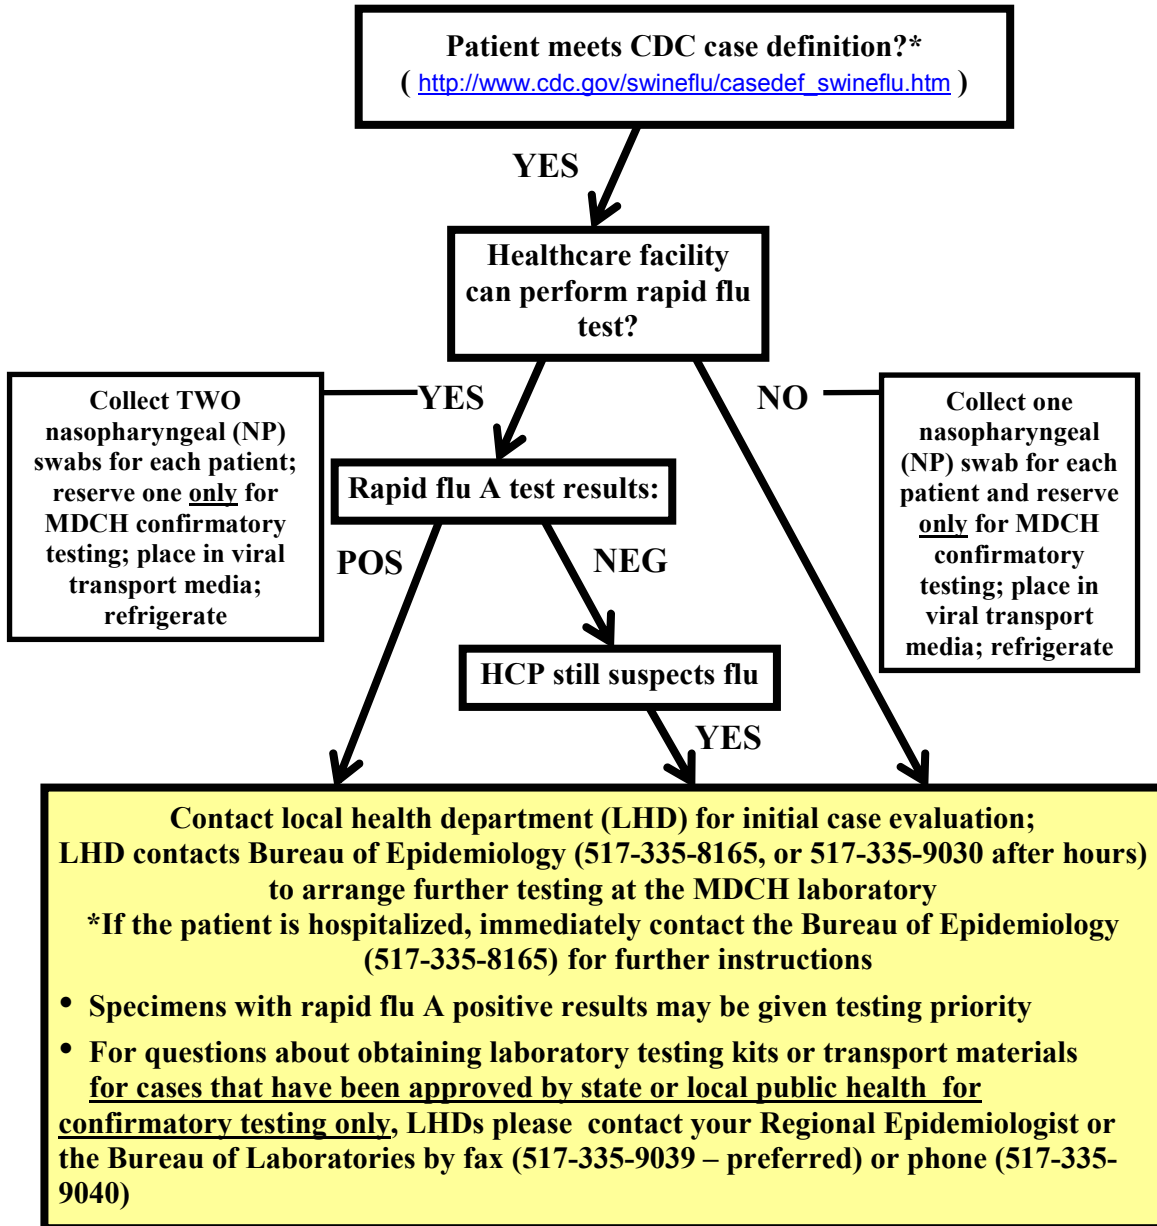 Patient meets CDC case definition?*
( http://www.cdc.gov/swineflu/casedef_swineflu.htm )
YES
Healthcare facility
can perform rapid flu
test?
Collect TWO
nasopharyngeal (NP)
swabs for each patient;
reserve one only for
MDCH confirmatory
testing; place in viral
transport media;
refrigerate
YES
NO
Collect one
nasopharyngeal
(NP) swab for each
patient and reserve
only for MDCH
confirmatory
testing; place in
viral transport
media; refrigerate
Rapid flu A test results:
POS
NEG
HCP still suspects flu
YES
Contact local health department (LHD) for initial case evaluation;
LHD contacts Bureau of Epidemiology (517-335-8165, or 517-335-9030 after hours)
to arrange further testing at the MDCH laboratory
*If the patient is hospitalized, immediately contact the Bureau of Epidemiology
(517-335-8165) for further instructions
• Specimens with rapid flu A positive results may be given testing priority
• For questions about obtaining laboratory testing kits or transport materials
for cases that have been approved by state or local public health for
confirmatory testing only, LHDs please contact your Regional Epidemiologist or
the Bureau of Laboratories by fax (517-335-9039 – preferred) or phone (517-335-
9040)